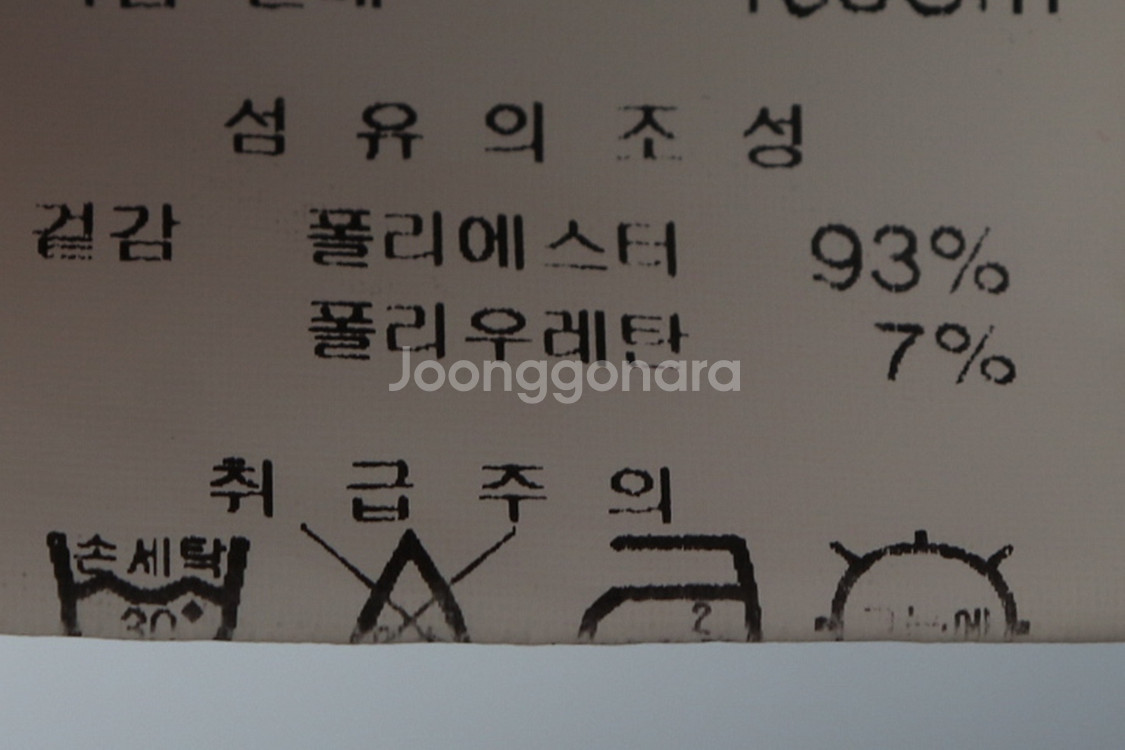 섬 유 의 조 성
겉감 폴리에스터 93%
폴리우레탄 7%
Joonggonara
취 급 주 의
손세탁
30° 2